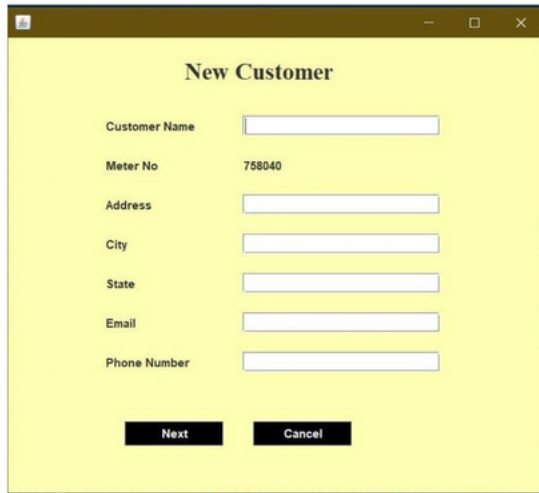 New Customer
Customer Name
Meter No 758040
Address
City
State
Email
Phone Number
Next Cancel